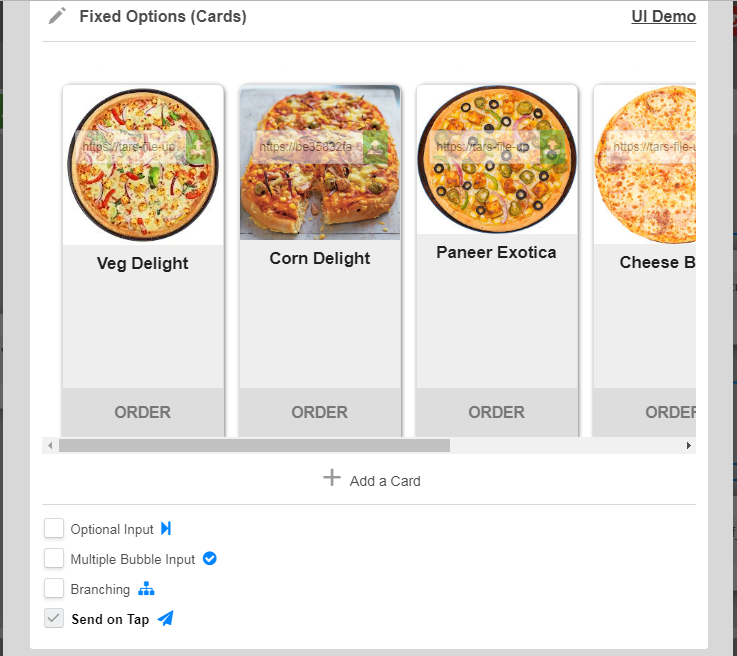 Fixed Options (Cards)
UI Demo
https://tars-file-up
https://be35832fa
https://tars-file-up
https://tars-file-u
Veg Delight
Corn Delight
Paneer Exotica
Cheese B
ORDER
ORDER
ORDER
ORDER
Add a Card
Optional Input
Multiple Bubble Input
Branching
Send on Tap